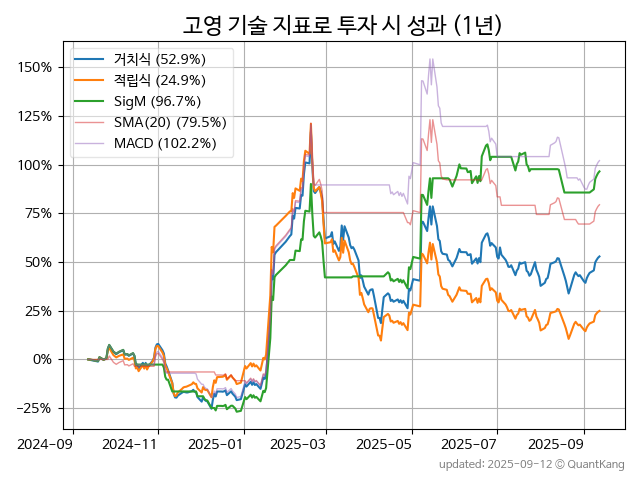 고영 기술 지표로 투자 시 성과 (1년)
거치식 (52.9%)
적립식 (24.9%)
SigM (96.7%)
SMA(20) (79.5%)
MACD (102.2%)
150%
125%
100%
75%
50%
25%
0%
−25%
2024-09
2024-11
2025-01
2025-03
2025-05
2025-07
2025-09
updated: 2025-09-12 © QuantKang